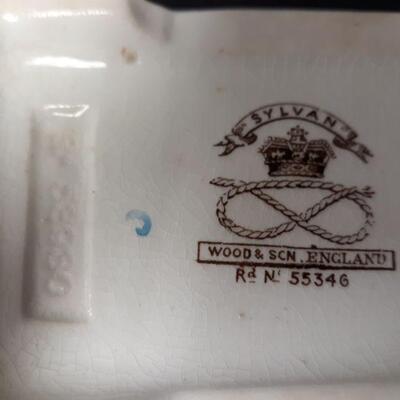 SYLVAN
WOOD & SON. ENGLAND
Rd No 55346